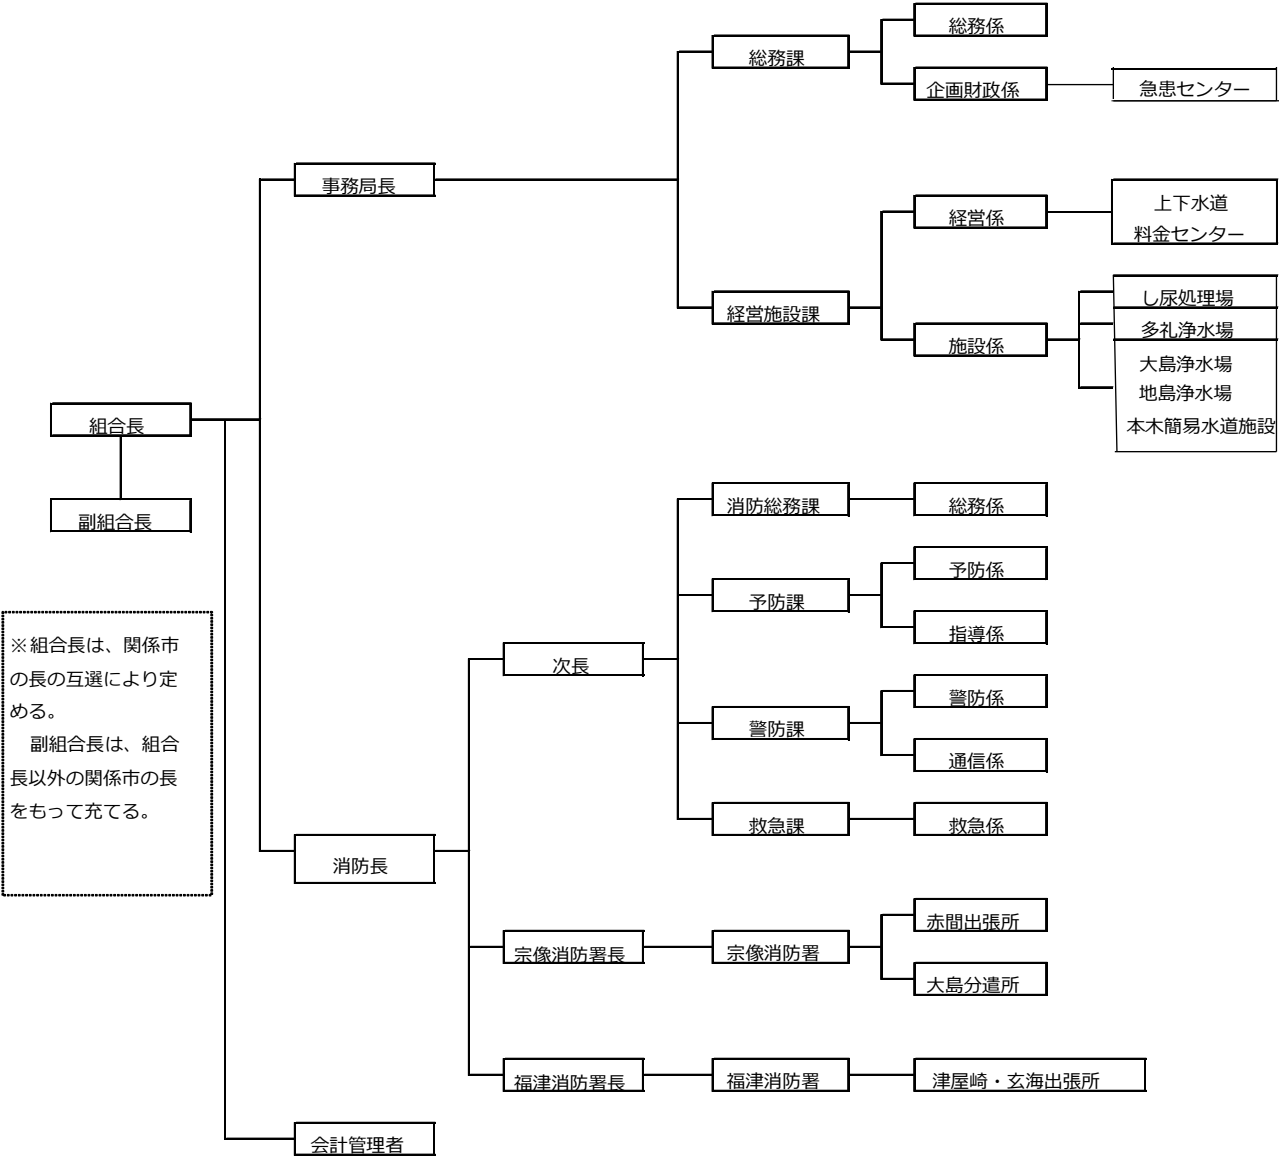 総務係
総務課
企画財政係
急患センター
事務局長
経営係
上下水道
料金センター
経営施設課
施設係
し尿処理場
多礼浄水場
大島浄水場
地島浄水場
本木簡易水道施設
組合長
副組合長
消防総務課
総務係
予防課
予防係
指導係
※組合長は、関係市
の長の互選により定
める。
副組合長は、組合
長以外の関係市の長
をもって充てる。
次長
警防課
警防係
通信係
救急課
救急係
消防長
宗像消防署長
宗像消防署
赤間出張所
大島分遣所
福津消防署長
福津消防署
津屋崎・玄海出張所
会計管理者